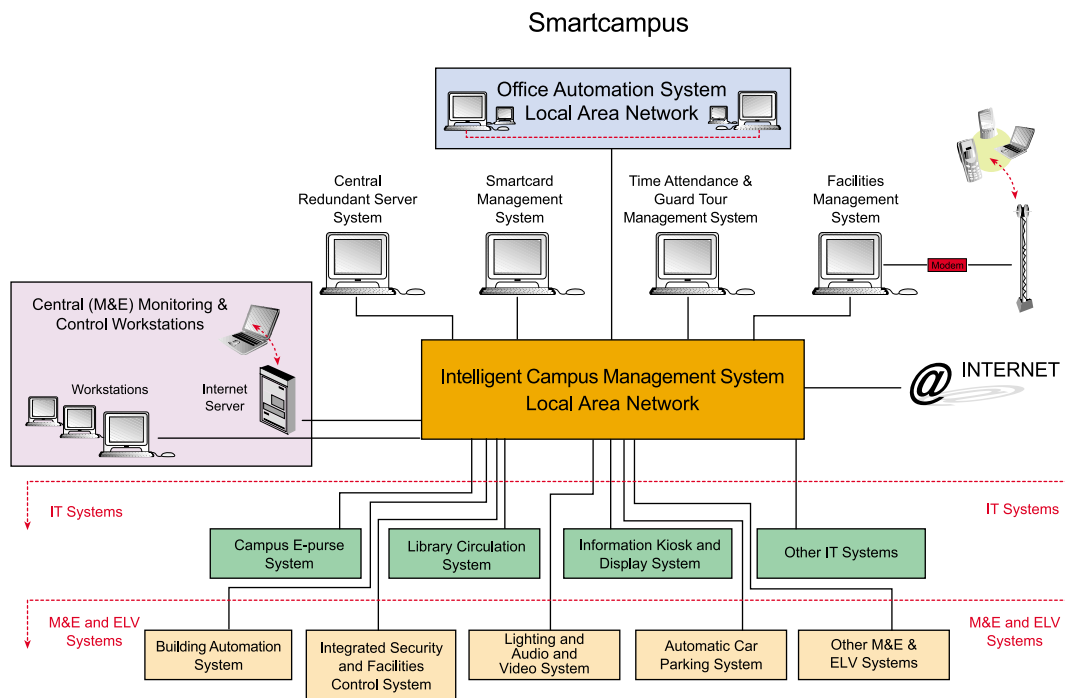 Smartcampus
Office Automation System
Local Area Network
Central
Redundant Server
System
Smartcard
Management
System
Time Attendance &
Guard Tour
Management System
Facilities
Management
System
Modem
Central (M&E) Monitoring &
Control Workstations
Workstations
Internet
Server
Intelligent Campus Management System
Local Area Network
@ INTERNET
IT Systems
IT Systems
Campus E-purse
System
Library Circulation
System
Information Kiosk and
Display System
Other IT Systems
M&E and ELV
Systems
M&E and ELV
Systems
Building Automation
System
Integrated Security
and Facilities
Control System
Lighting and
Audio and
Video System
Automatic Car
Parking System
Other M&E &
ELV Systems